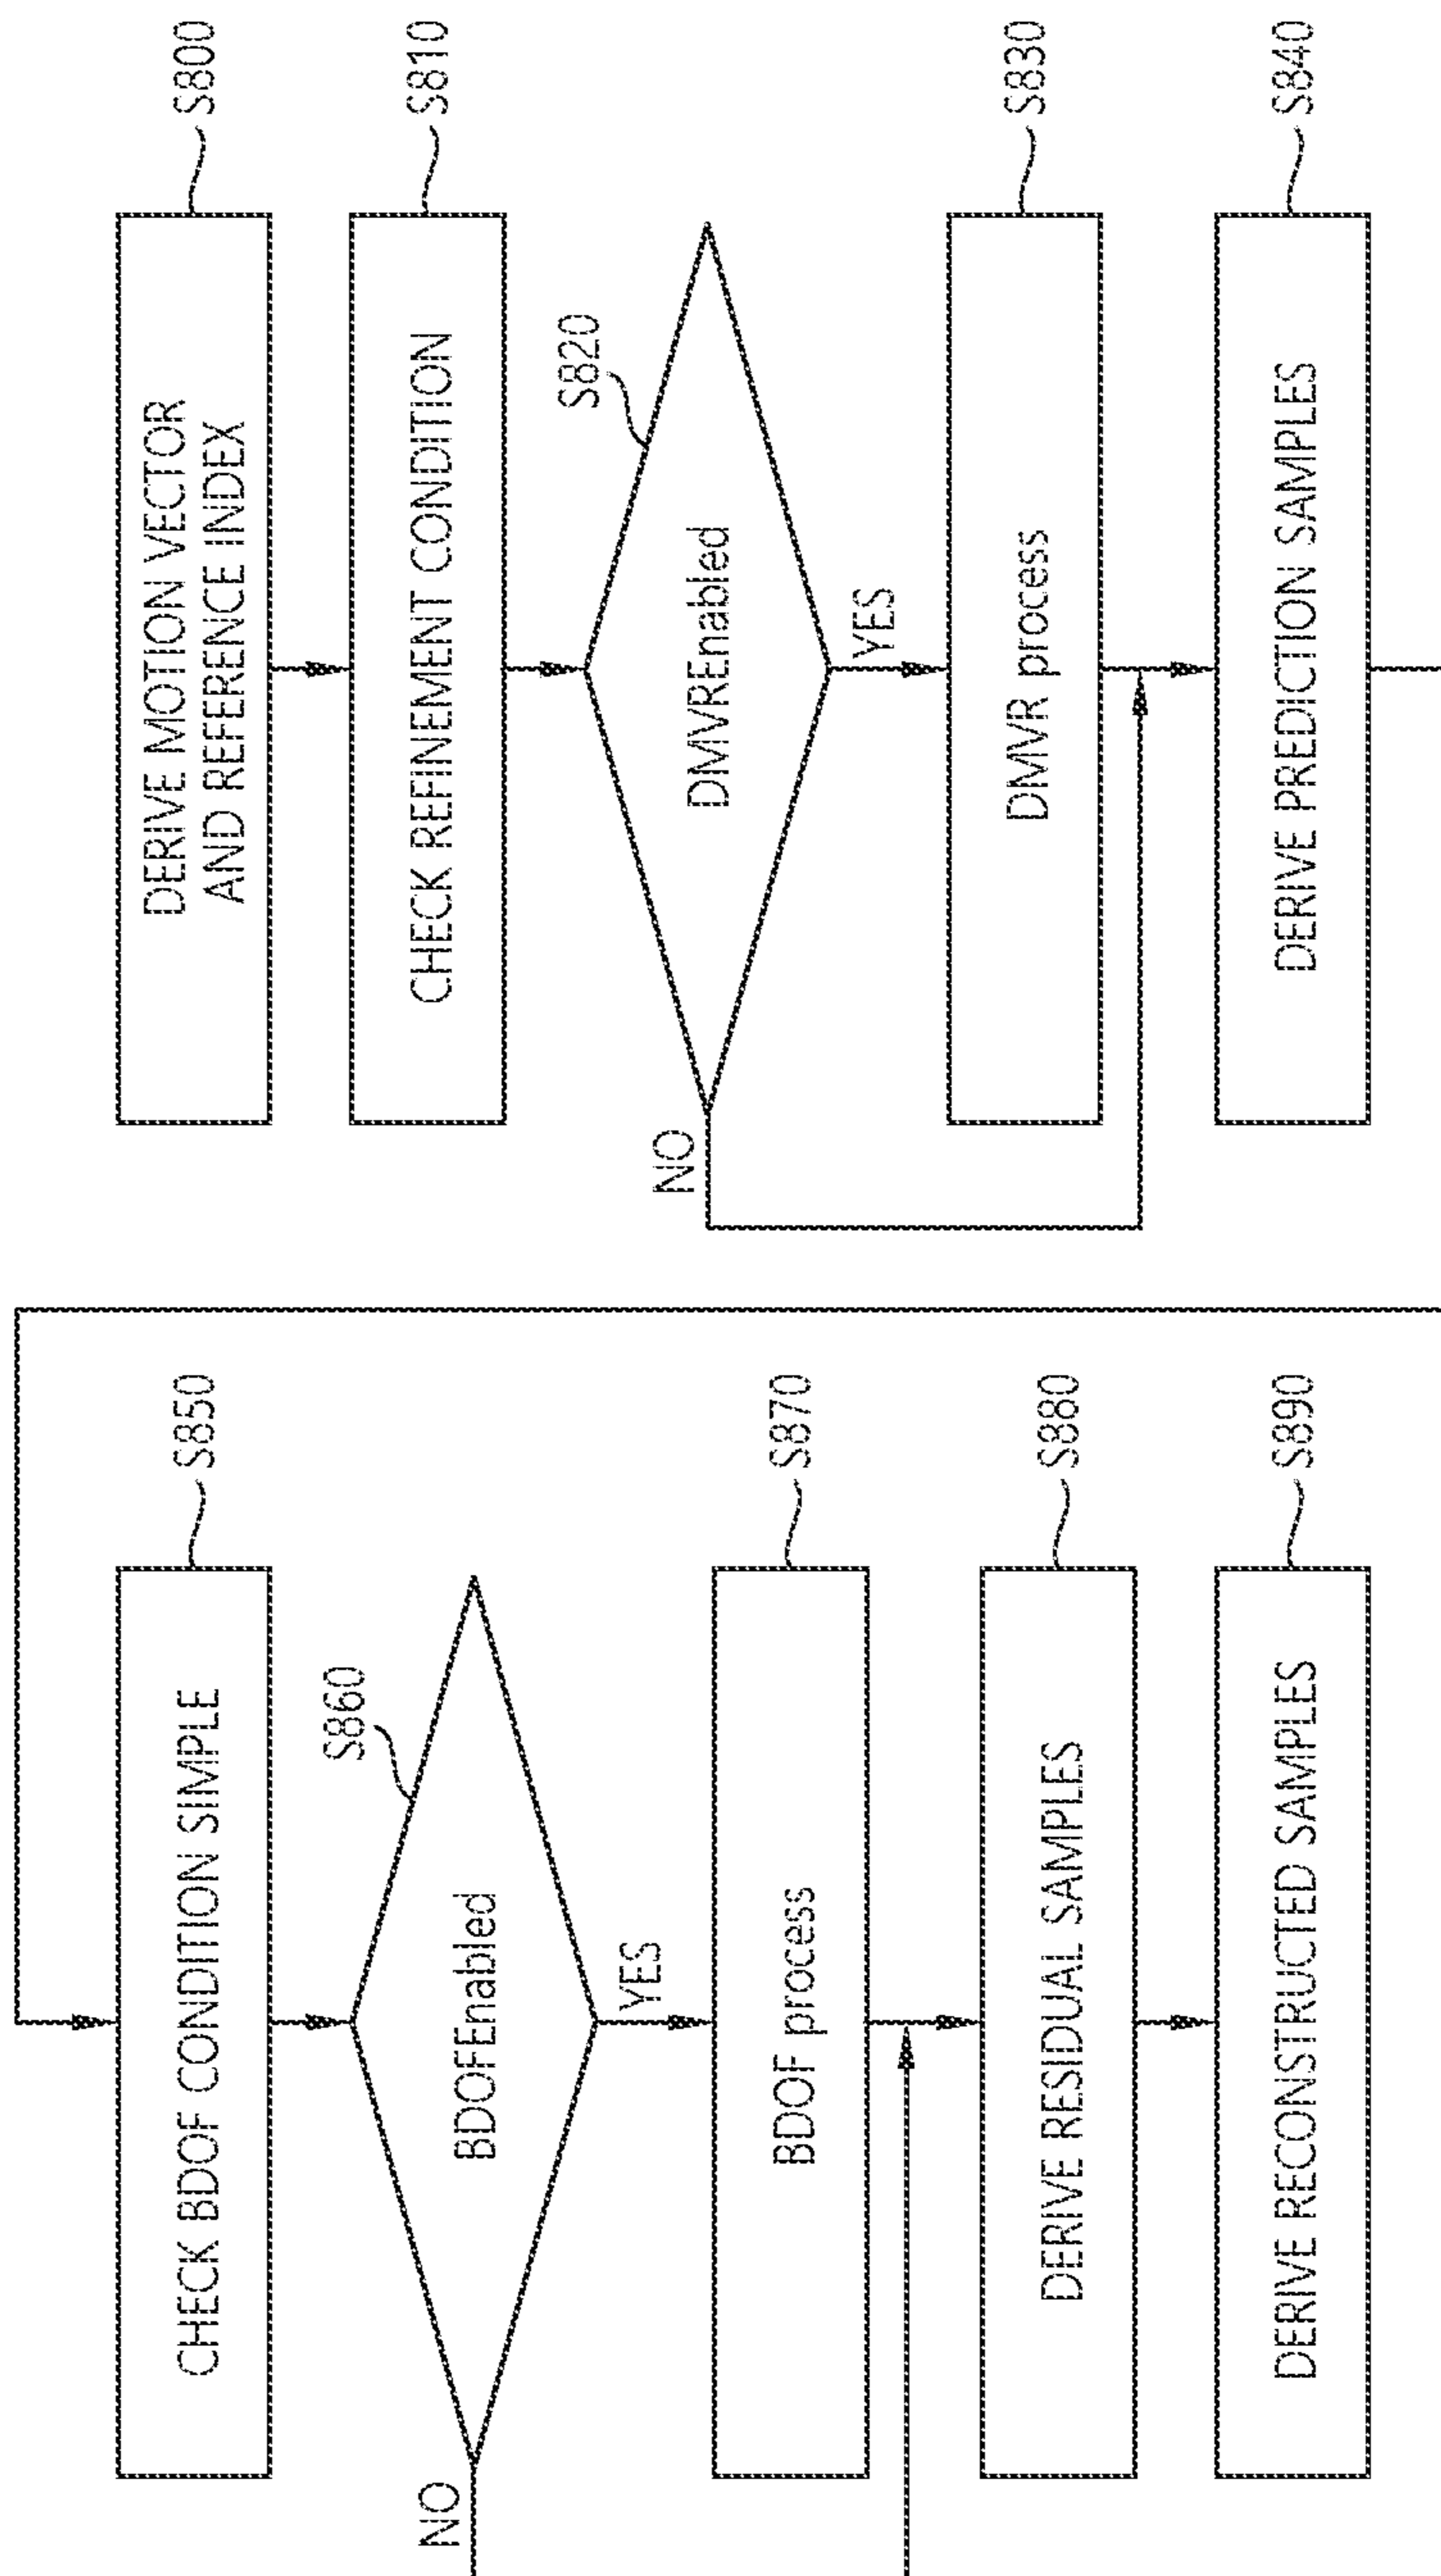 DERIVE MOTION VECTOR
AND REFERENCE INDEX
S800
CHECK REFINEMENT CONDITION
S810
DMVREnabled
S820
NO
YES
DMVR process
S830
DERIVE PREDICTION SAMPLES
S840
CHECK BDOF CONDITION SIMPLE
S850
BDOFEnabled
S860
NO
YES
BDOF process
S870
DERIVE RESIDUAL SAMPLES
S880
DERIVE RECONSTRUCTED SAMPLES
S890